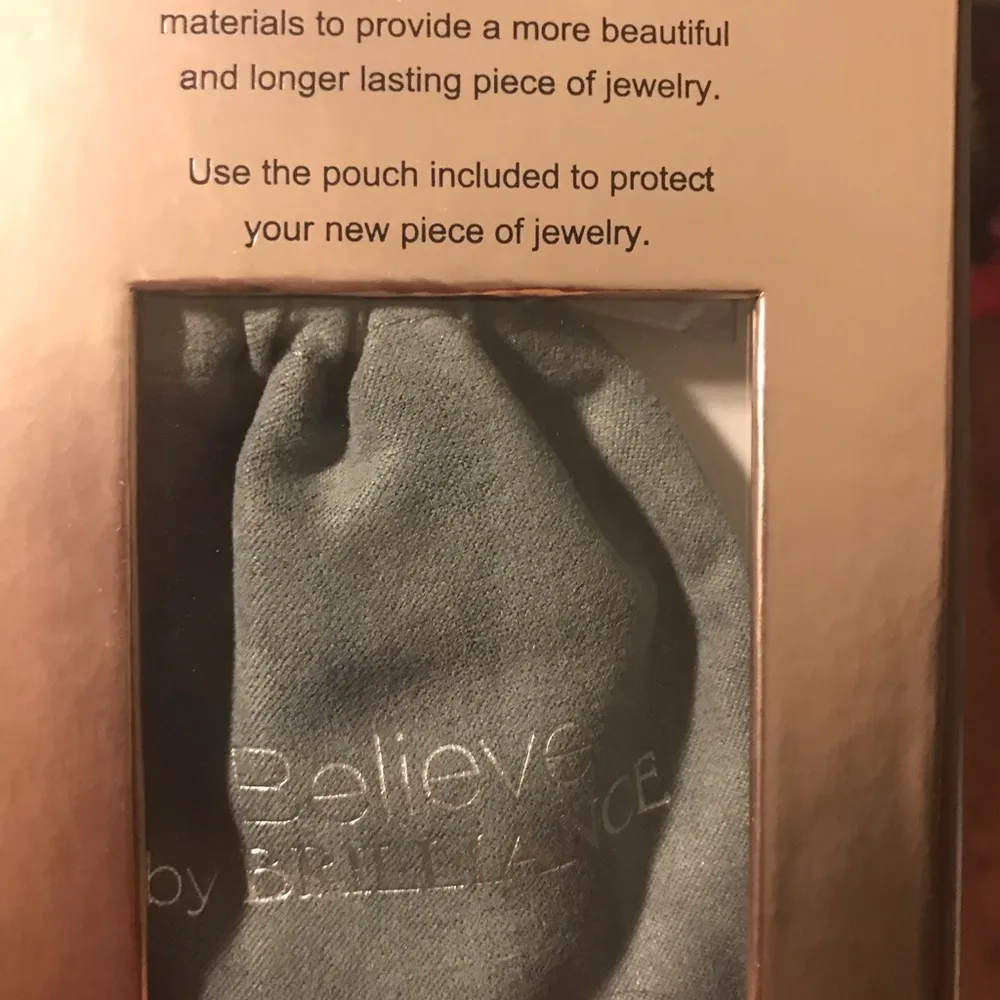 materials to provide a more beautiful
and longer lasting piece of jewelry.
Use the pouch included to protect
your new piece of jewelry.
Believe
by BRILLIANCE